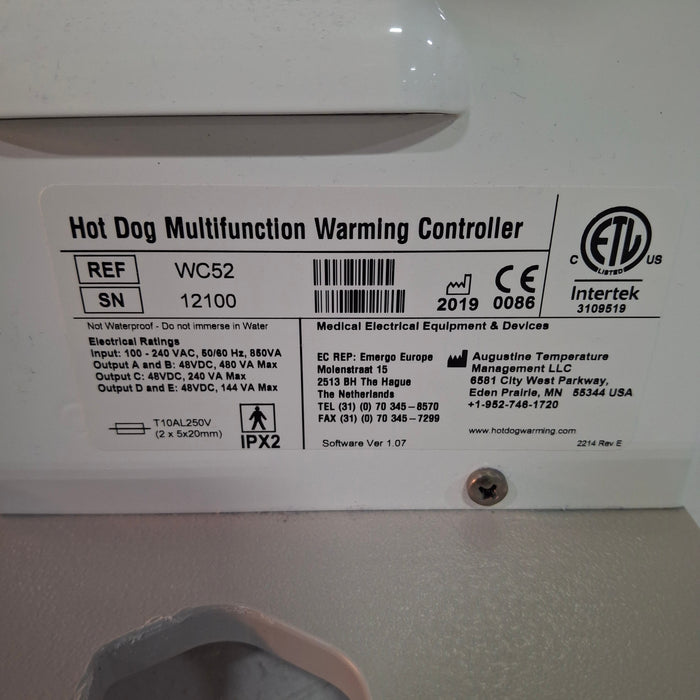 Hot Dog Multifunction Warming Controller
REF WC52
SN 12100
2019 0086
C ETL US
LISTED
Intertek
3109519
Not Waterproof - Do not immerse in Water
Electrical Ratings
Input: 100 - 240 VAC, 50/60 Hz, 850VA
Output A and B: 48VDC, 480 VA Max
Output C: 48VDC, 240 VA Max
Output D and E: 48VDC, 144 VA Max
T10AL250V
(2 x 5x20mm)
IPX2
Medical Electrical Equipment & Devices
EC REP: Emergo Europe
Molenstraat 15
2513 BH The Hague
The Netherlands
TEL (31) (0) 70 345-8570
FAX (31) (0) 70 345-7299
Software Ver 1.07
Augustine Temperature
Management LLC
6581 City West Parkway,
Eden Prairie, MN 55344 USA
+1-952-746-1720
www.hotdogwarming.com
2214 Rev E